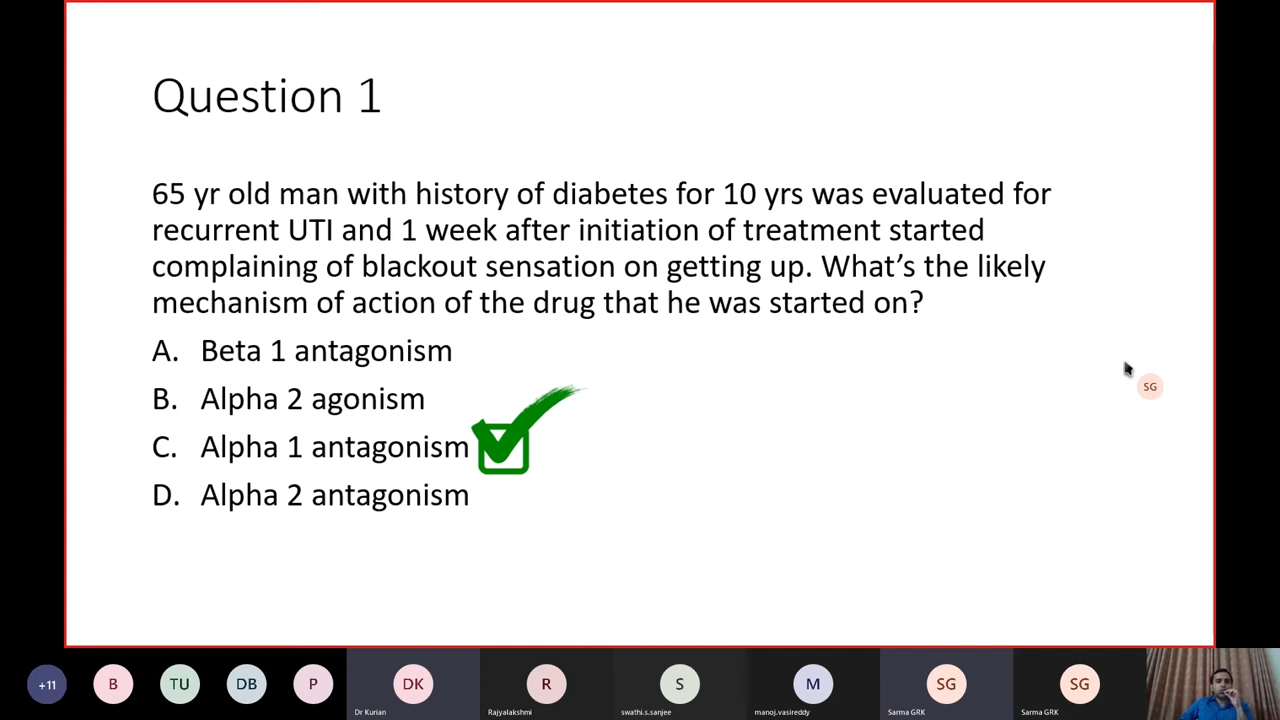 Question 1
65 yr old man with history of diabetes for 10 yrs was evaluated for
recurrent UTI and 1 week after initiation of treatment started
complaining of blackout sensation on getting up. What’s the likely
mechanism of action of the drug that he was started on?
A. Beta 1 antagonism
B. Alpha 2 agonism
C. Alpha 1 antagonism
D. Alpha 2 antagonism
SG
+11 B TU DB P DK R S M SG SG
Dr Kurian Rajyalakshmi swathi.s.sanjee manoj.vasireddy Sarma GRK Sarma GRK